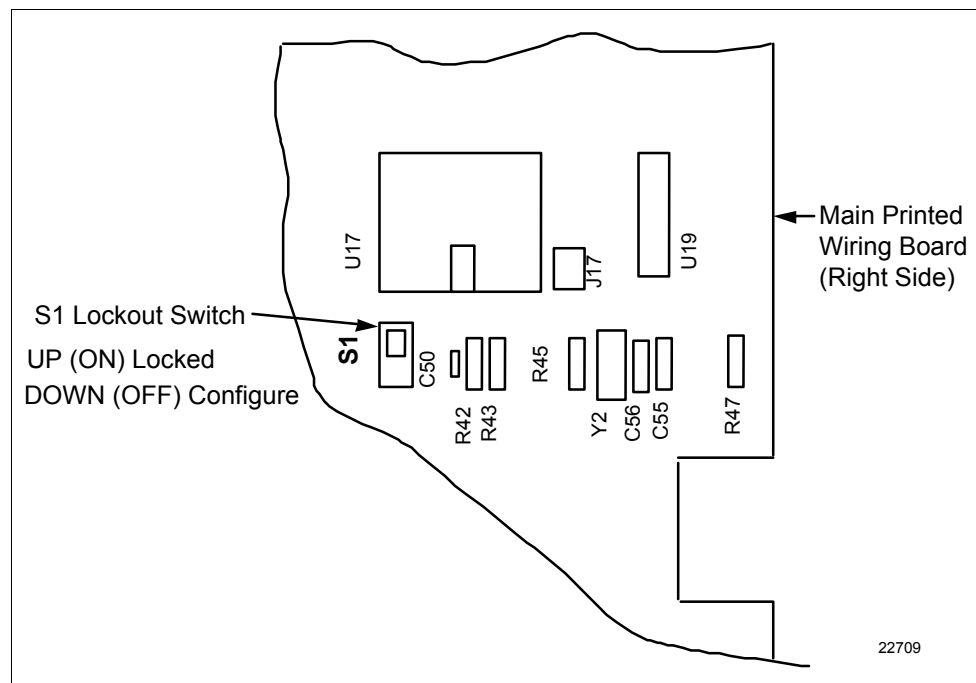 U17
J17
U19
Main Printed
Wiring Board
(Right Side)
S1 Lockout Switch
UP (ON) Locked
DOWN (OFF) Configure
S1
C50
R42
R43
R45
Y2
C56
C55
R47
22709